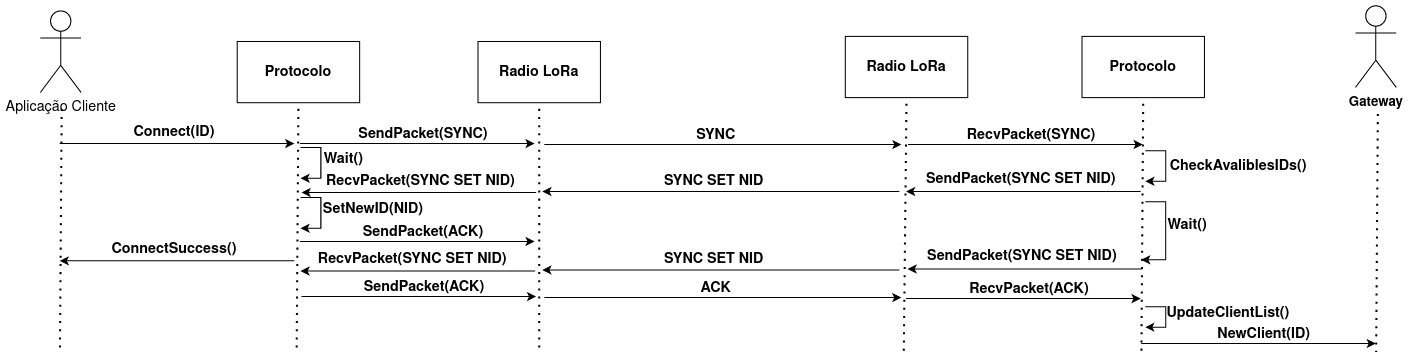 Aplicação Cliente
Protocolo
Radio LoRa
Radio LoRa
Protocolo
Gateway
Connect(ID)
SendPacket(SYNC)
SYNC
RecvPacket(SYNC)
Wait()
CheckAvaliblesIDs()
RecvPacket(SYNC SET NID)
SYNC SET NID
SendPacket(SYNC SET NID)
SetNewID(NID)
Wait()
SendPacket(ACK)
ConnectSuccess()
RecvPacket(SYNC SET NID)
SYNC SET NID
SendPacket(SYNC SET NID)
SendPacket(ACK)
ACK
RecvPacket(ACK)
UpdateClientList()
NewClient(ID)